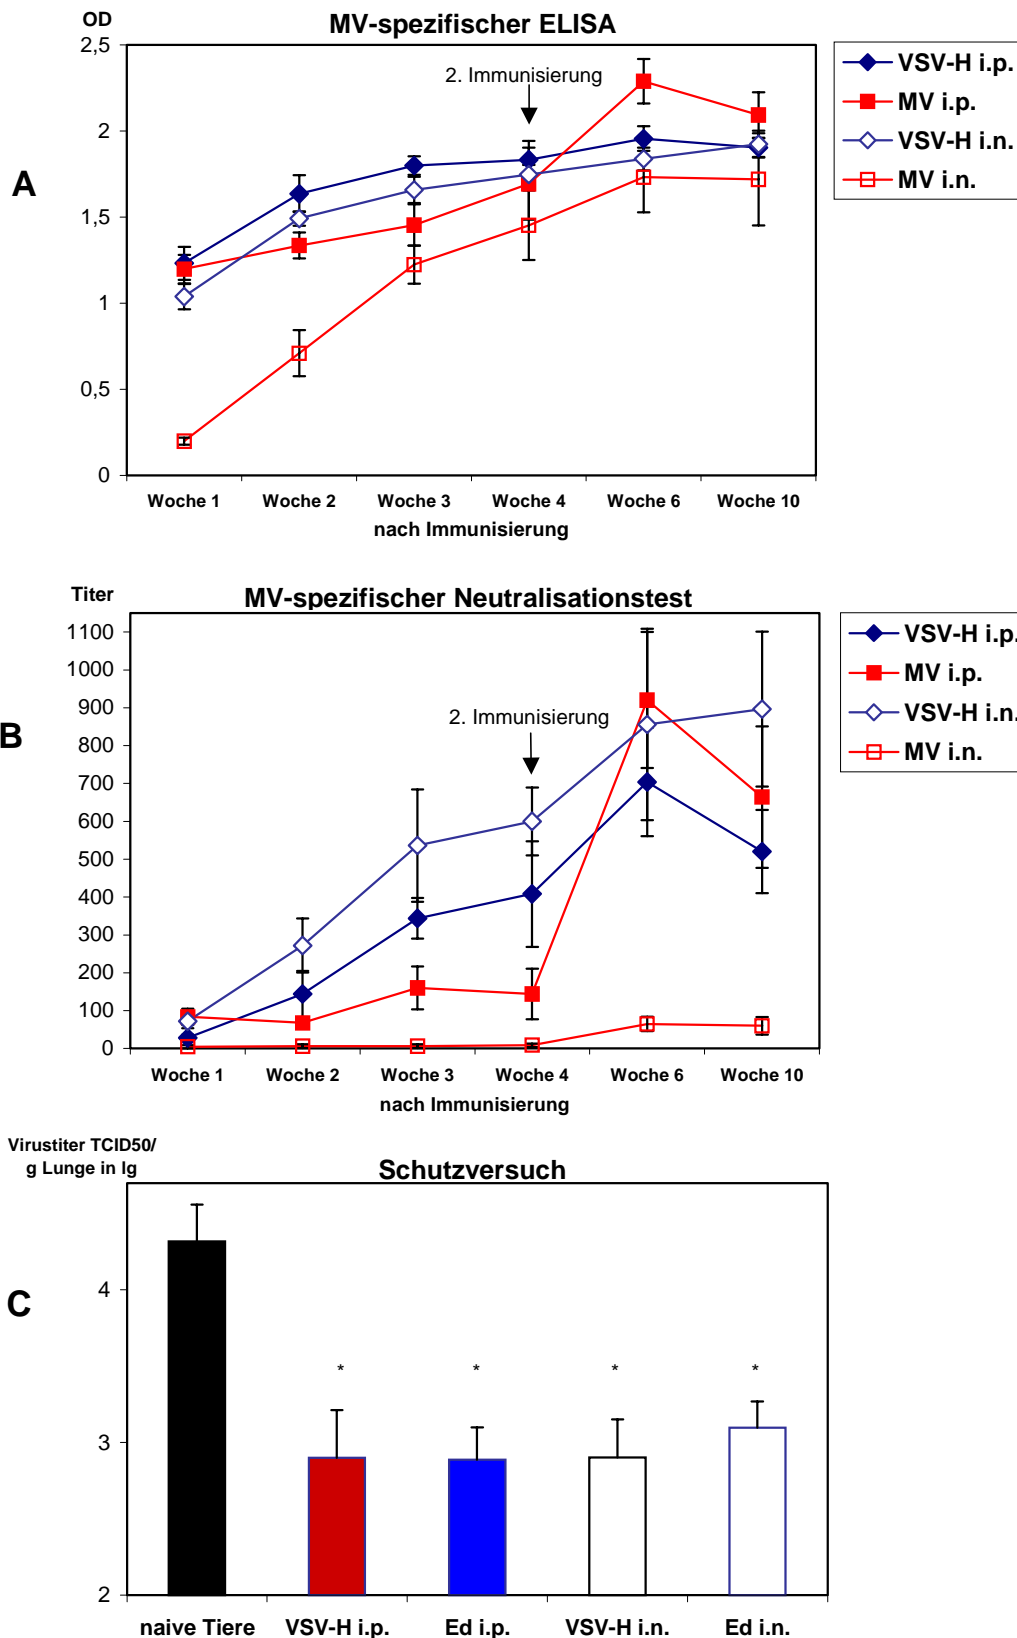 OD
MV-spezifischer ELISA
2,5
2
1,5
1
0,5
0
2. Immunisierung
A
VSV-H i.p.
MV i.p.
VSV-H i.n.
MV i.n.
Woche 1 Woche 2 Woche 3 Woche 4 Woche 6 Woche 10
nach Immunisierung
Titer
MV-spezifischer Neutralisationstest
1100
1000
900
800
700
600
500
400
300
200
100
0
2. Immunisierung
B
VSV-H i.p.
MV i.p.
VSV-H i.n.
MV i.n.
Woche 1 Woche 2 Woche 3 Woche 4 Woche 6 Woche 10
nach Immunisierung
Virustiter TCID50/
g Lunge in lg
Schutzversuch
4
3
2
C
* * * *
naive Tiere VSV-H i.p. Ed i.p. VSV-H i.n. Ed i.n.